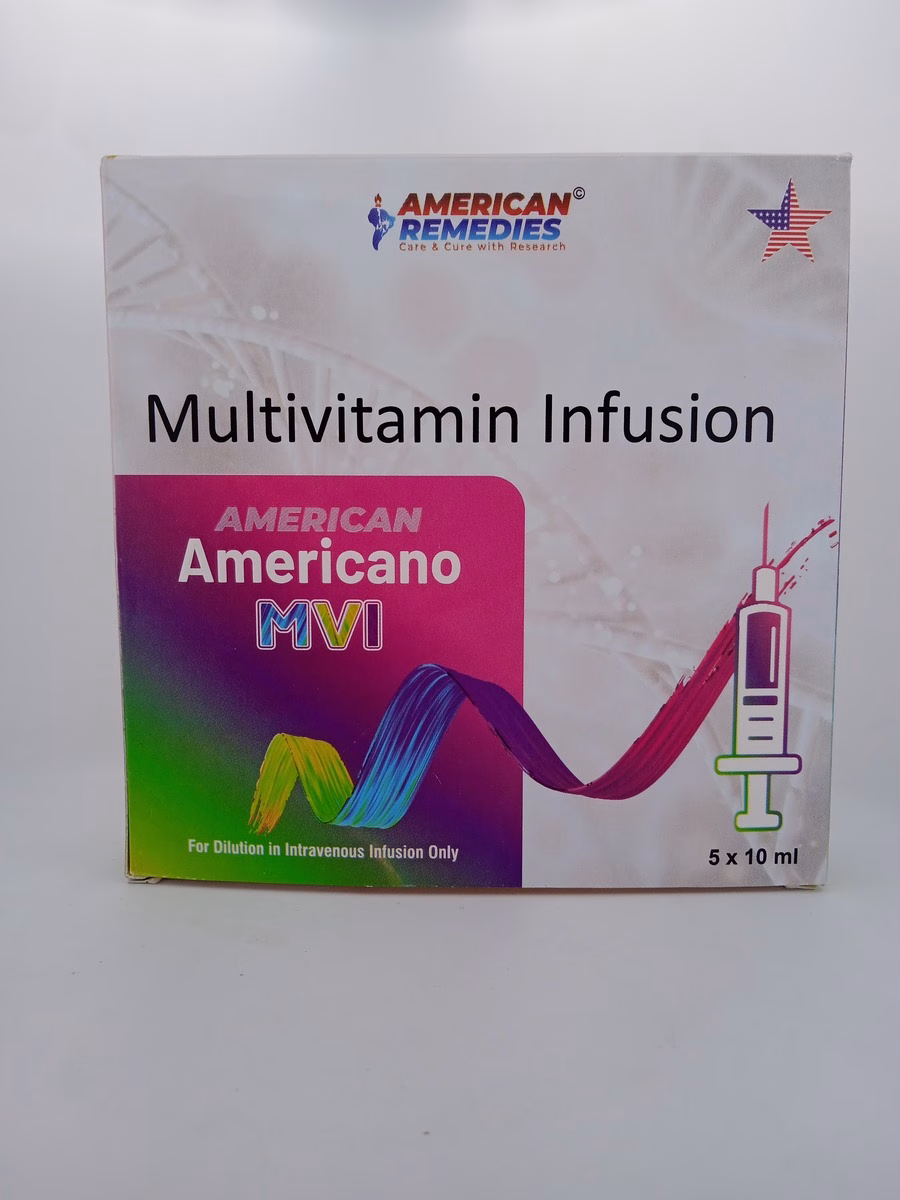 AMERICAN©
REMEDIES
Care & Cure with Research
Multivitamin Infusion
AMERICAN
Americano
MVI
For Dilution in Intravenous Infusion Only
5 x 10 ml